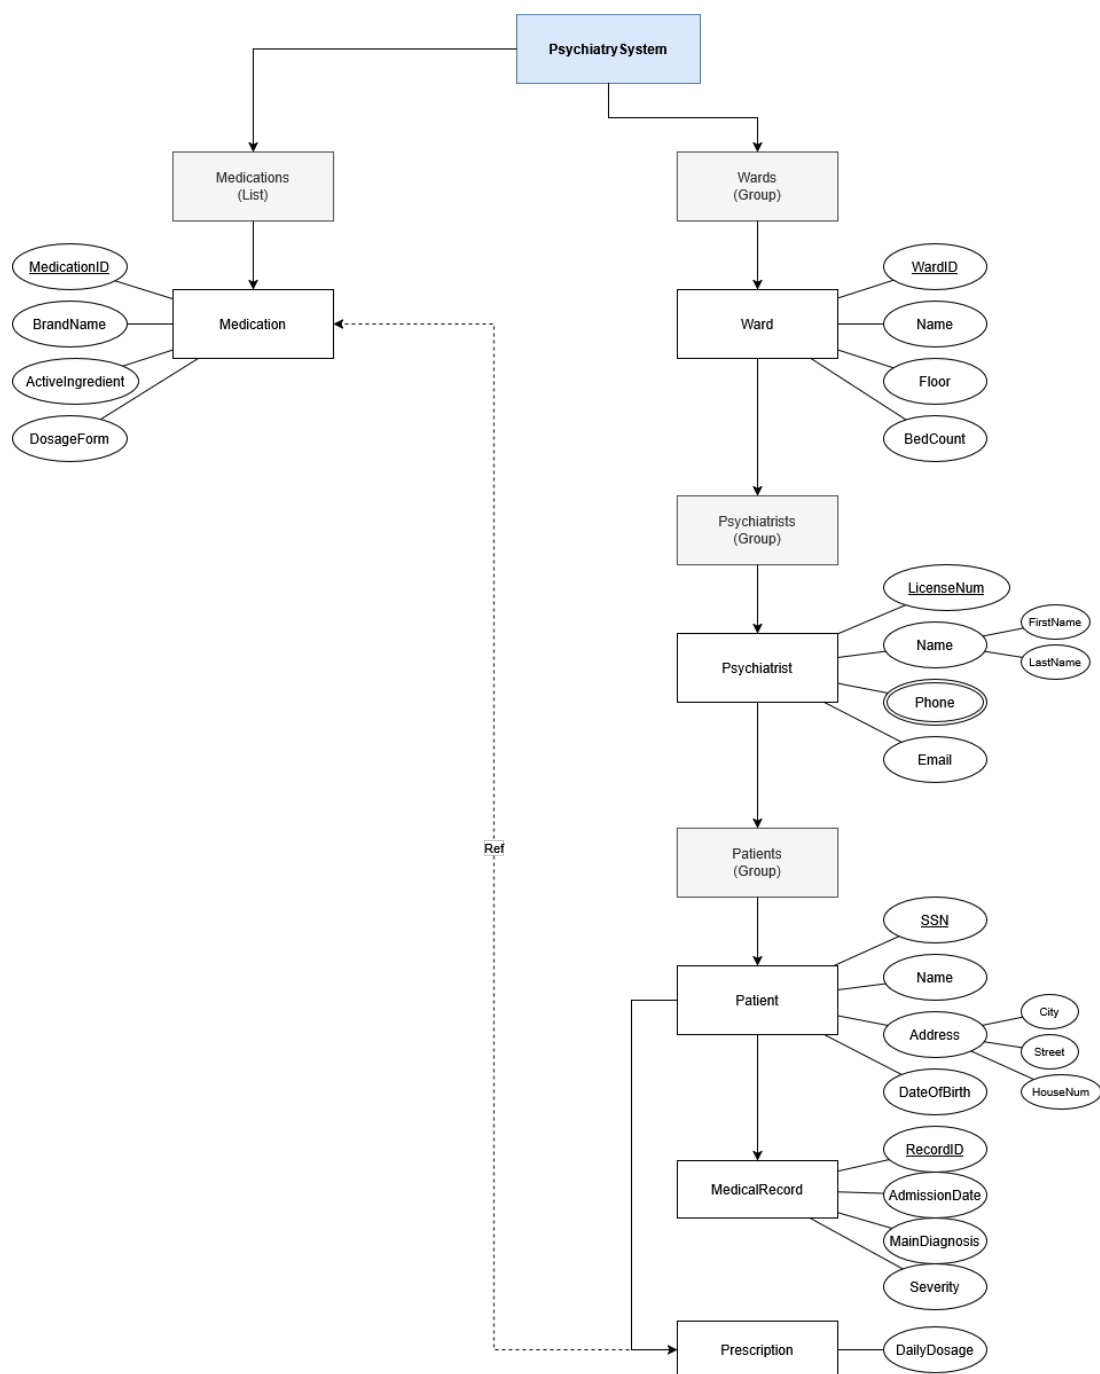 PsychiatrySystem
Medications
(List)
Wards
(Group)
MedicationID
BrandName
ActiveIngredient
DosageForm
Medication
Ward
WardID
Name
Floor
BedCount
Psychiatrists
(Group)
Psychiatrist
LicenseNum
Name
FirstName
LastName
Phone
Email
Ref
Patients
(Group)
Patient
SSN
Name
Address
City
Street
HouseNum
DateOfBirth
MedicalRecord
RecordID
AdmissionDate
MainDiagnosis
Severity
Prescription
DailyDosage